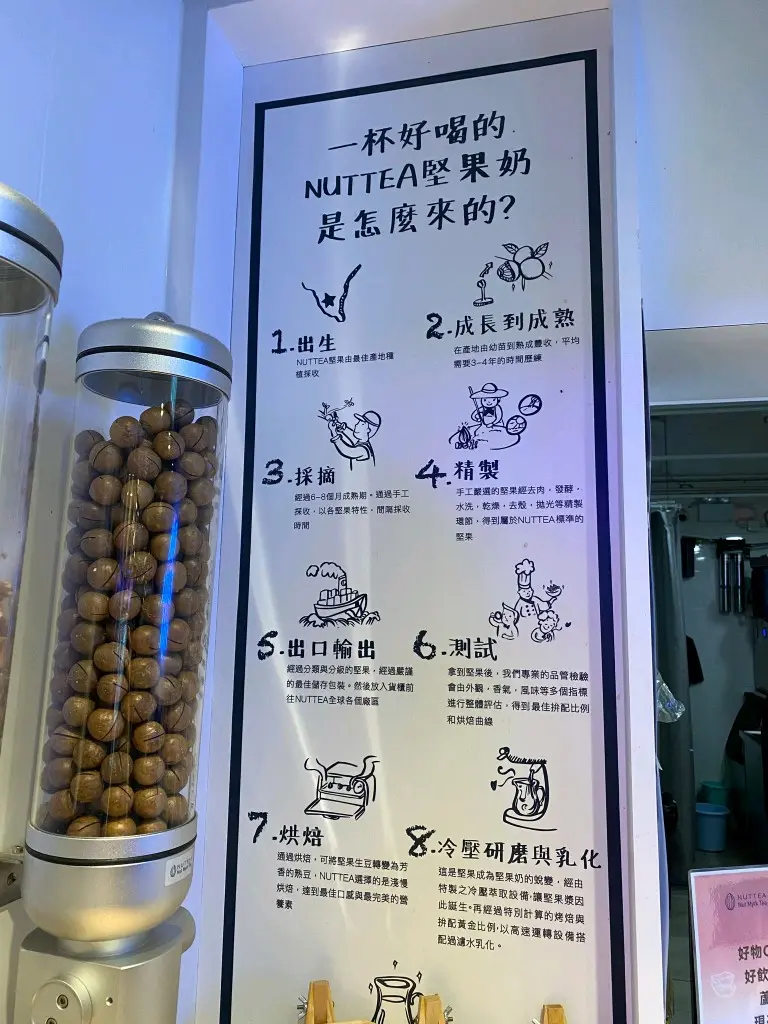 一杯好喝的
NUTTEA堅果奶
是怎麼來的?
1.出生
NUTTEA堅果由最佳產地種
植採收
2.成長到成熟
在產地由幼苗到熟成豐收，平均
需要3-4年的時間歷練
3.採摘
經過6-8個月成熟期。通過手工
採收，以各堅果特性，間隔採收
時間
4.精製
手工嚴選的堅果經去肉，發酵，
水洗，乾燥，去殼，拋光等精製
環節，得到屬於NUTTEA標準的
堅果
5.出口輸出
經過分類與分級的堅果，經過嚴謹
的最佳儲存包裝。然後放入貨櫃前
往NUTTEA全球各個廠區
6.測試
拿到堅果後，我們專業的品管檢驗
會由外觀，香氣，風味等多個指標
進行整體評估，得到最佳拼配比例
和烘焙曲線
7.烘焙
通過烘焙，可將堅果生豆轉變為芳
香的熟豆，NUTTEA選擇的是淺慢
烘焙，達到最佳口感與最完美的營
養素
8.冷壓研磨與乳化
這是堅果成為堅果奶的蛻變，經由
特製之冷壓萃取設備，讓堅果漿因
此誕生。再經過特別計算的烤焙與
拼配黃金比例，以高速運轉設備搭
配過濾水乳化。
NUTTEA
Nut Mylk Tea
好物
好飲